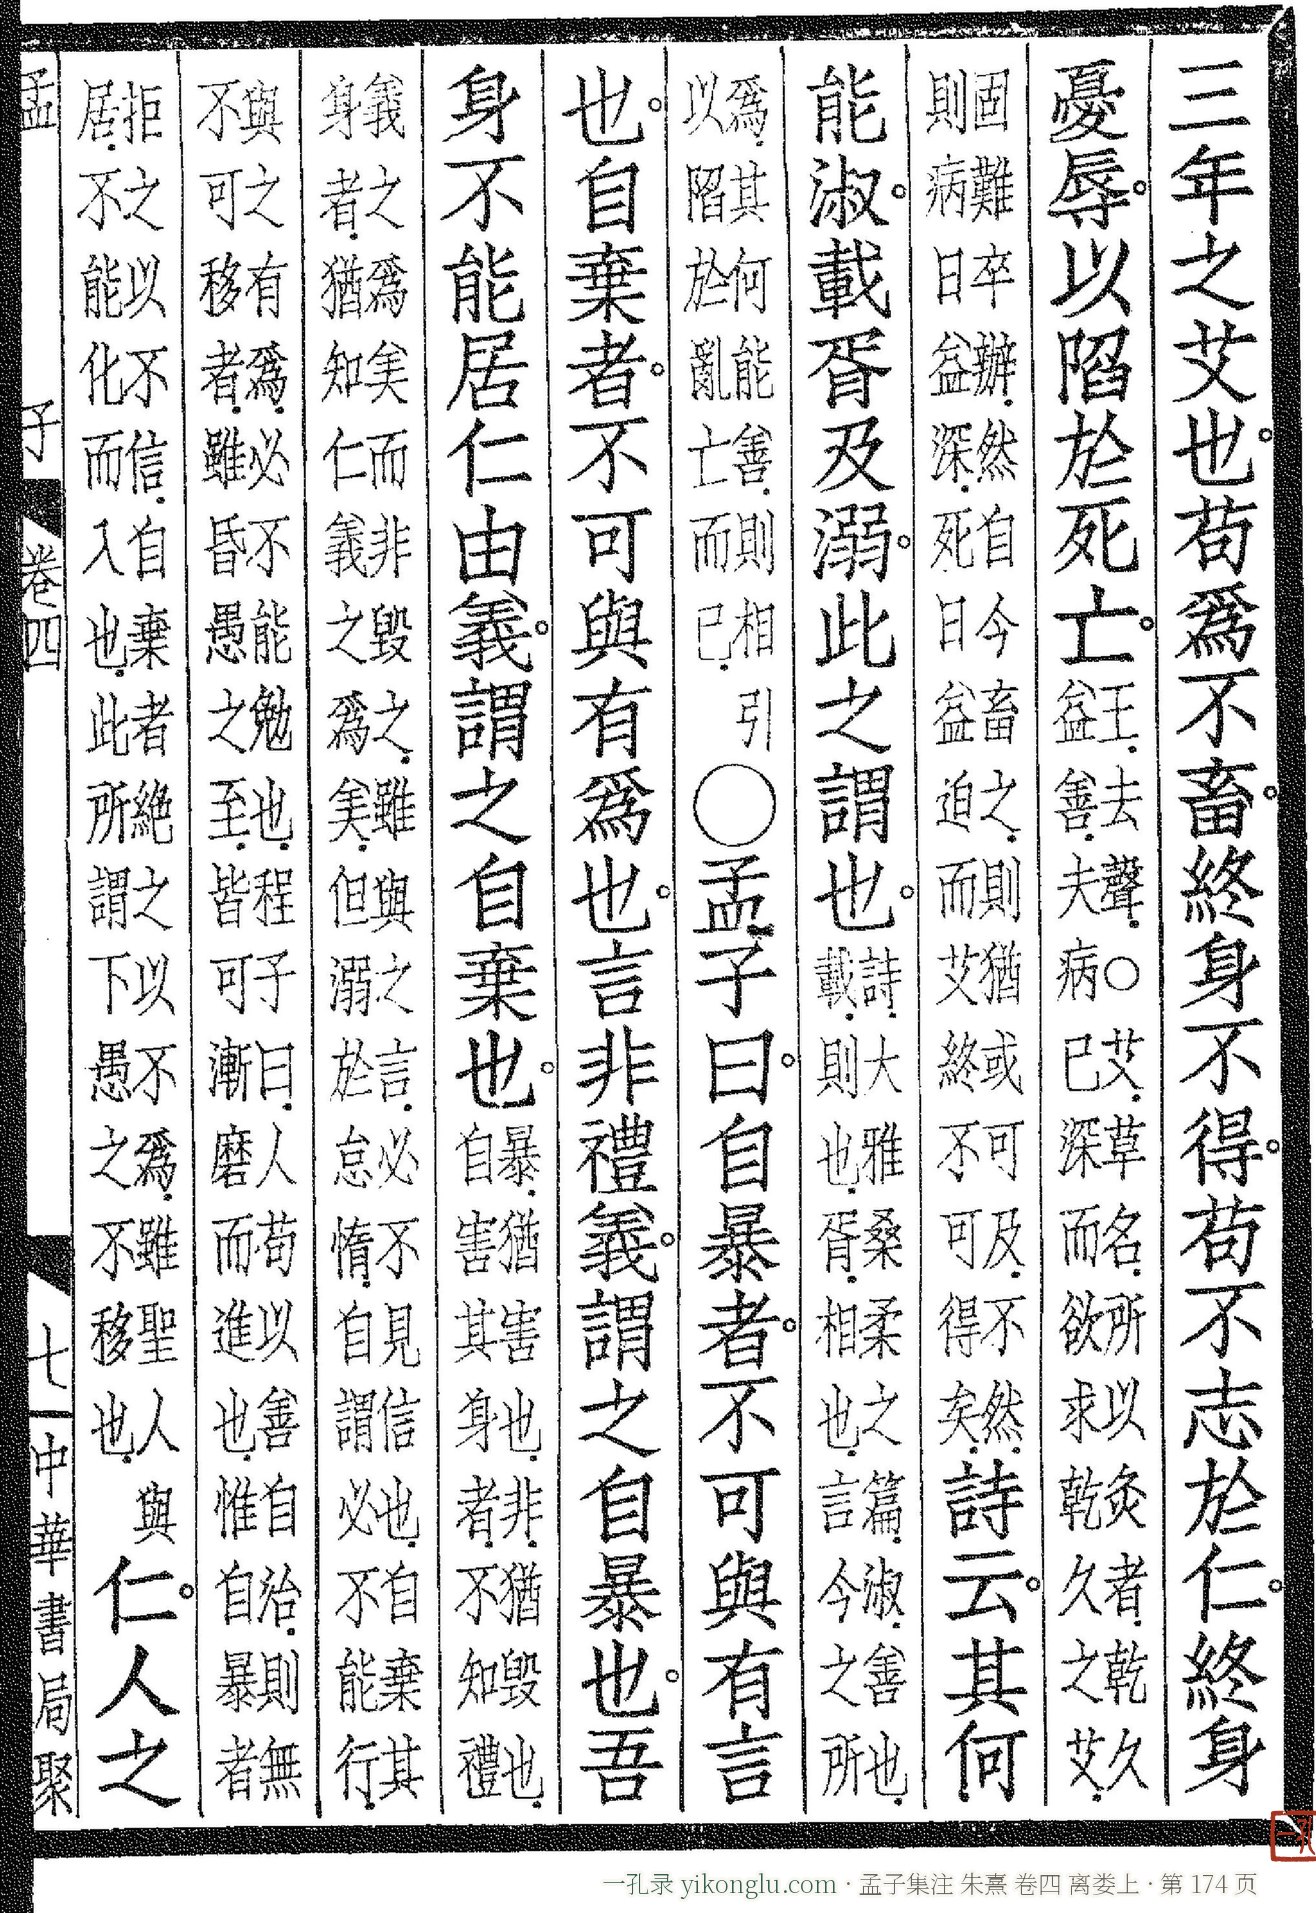 三年之艾也。苟爲不畜。終身不得。苟不志於仁。終身
憂辱。以陷於死亡。王.去聲.○艾.草名.所以灸者.乾久益善.夫病已深而欲求乾久之艾.
固難卒辦.然自今畜之.則猶或可及.不然.則病日益深.死日益迫.而艾終不可得矣.詩云。其何
能淑。載胥及溺。此之謂也。詩.大雅桑柔之篇.淑.善也.載.則也.胥.相也.言今之所
爲.其何能善.則相引以陷於亂亡而已.○孟子曰。自暴者。不可與有言
也。自棄者。不可與有爲也。言非禮義。謂之自暴也。吾
身不能居仁由義。謂之自棄也。暴.猶害也.非.猶毀也.自害其身者.不知禮
義之爲美而非毀之.雖與之言.必不見信也.自棄其身者.猶知仁義之爲美.但溺於怠惰.自謂必不能行.
與之有爲.必不能勉也.程子曰.人苟以善自治.則無不可移者.雖昏愚之至.皆可漸磨而進也.惟自暴者
拒之以不信.自棄者絕之以不爲.雖聖人與居.不能化而入也.此所謂下愚之不移也.仁。人之
孟子 卷四 七 中華書局聚
一孔录 yikonglu.com · 孟子集注 朱熹 卷四 离娄上 · 第 174 页